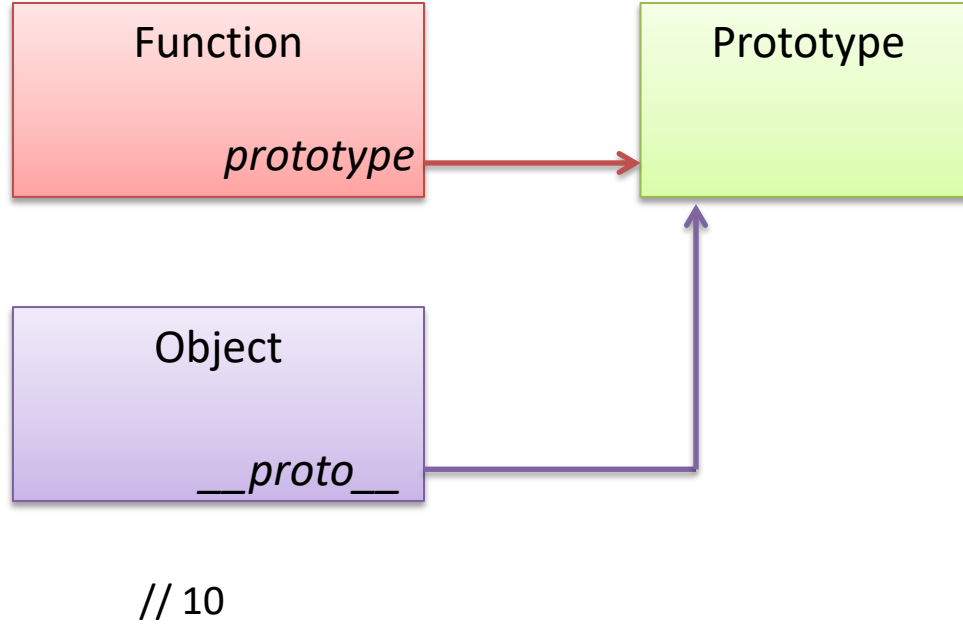 Function
prototype
Prototype
Object
__proto__
// 10